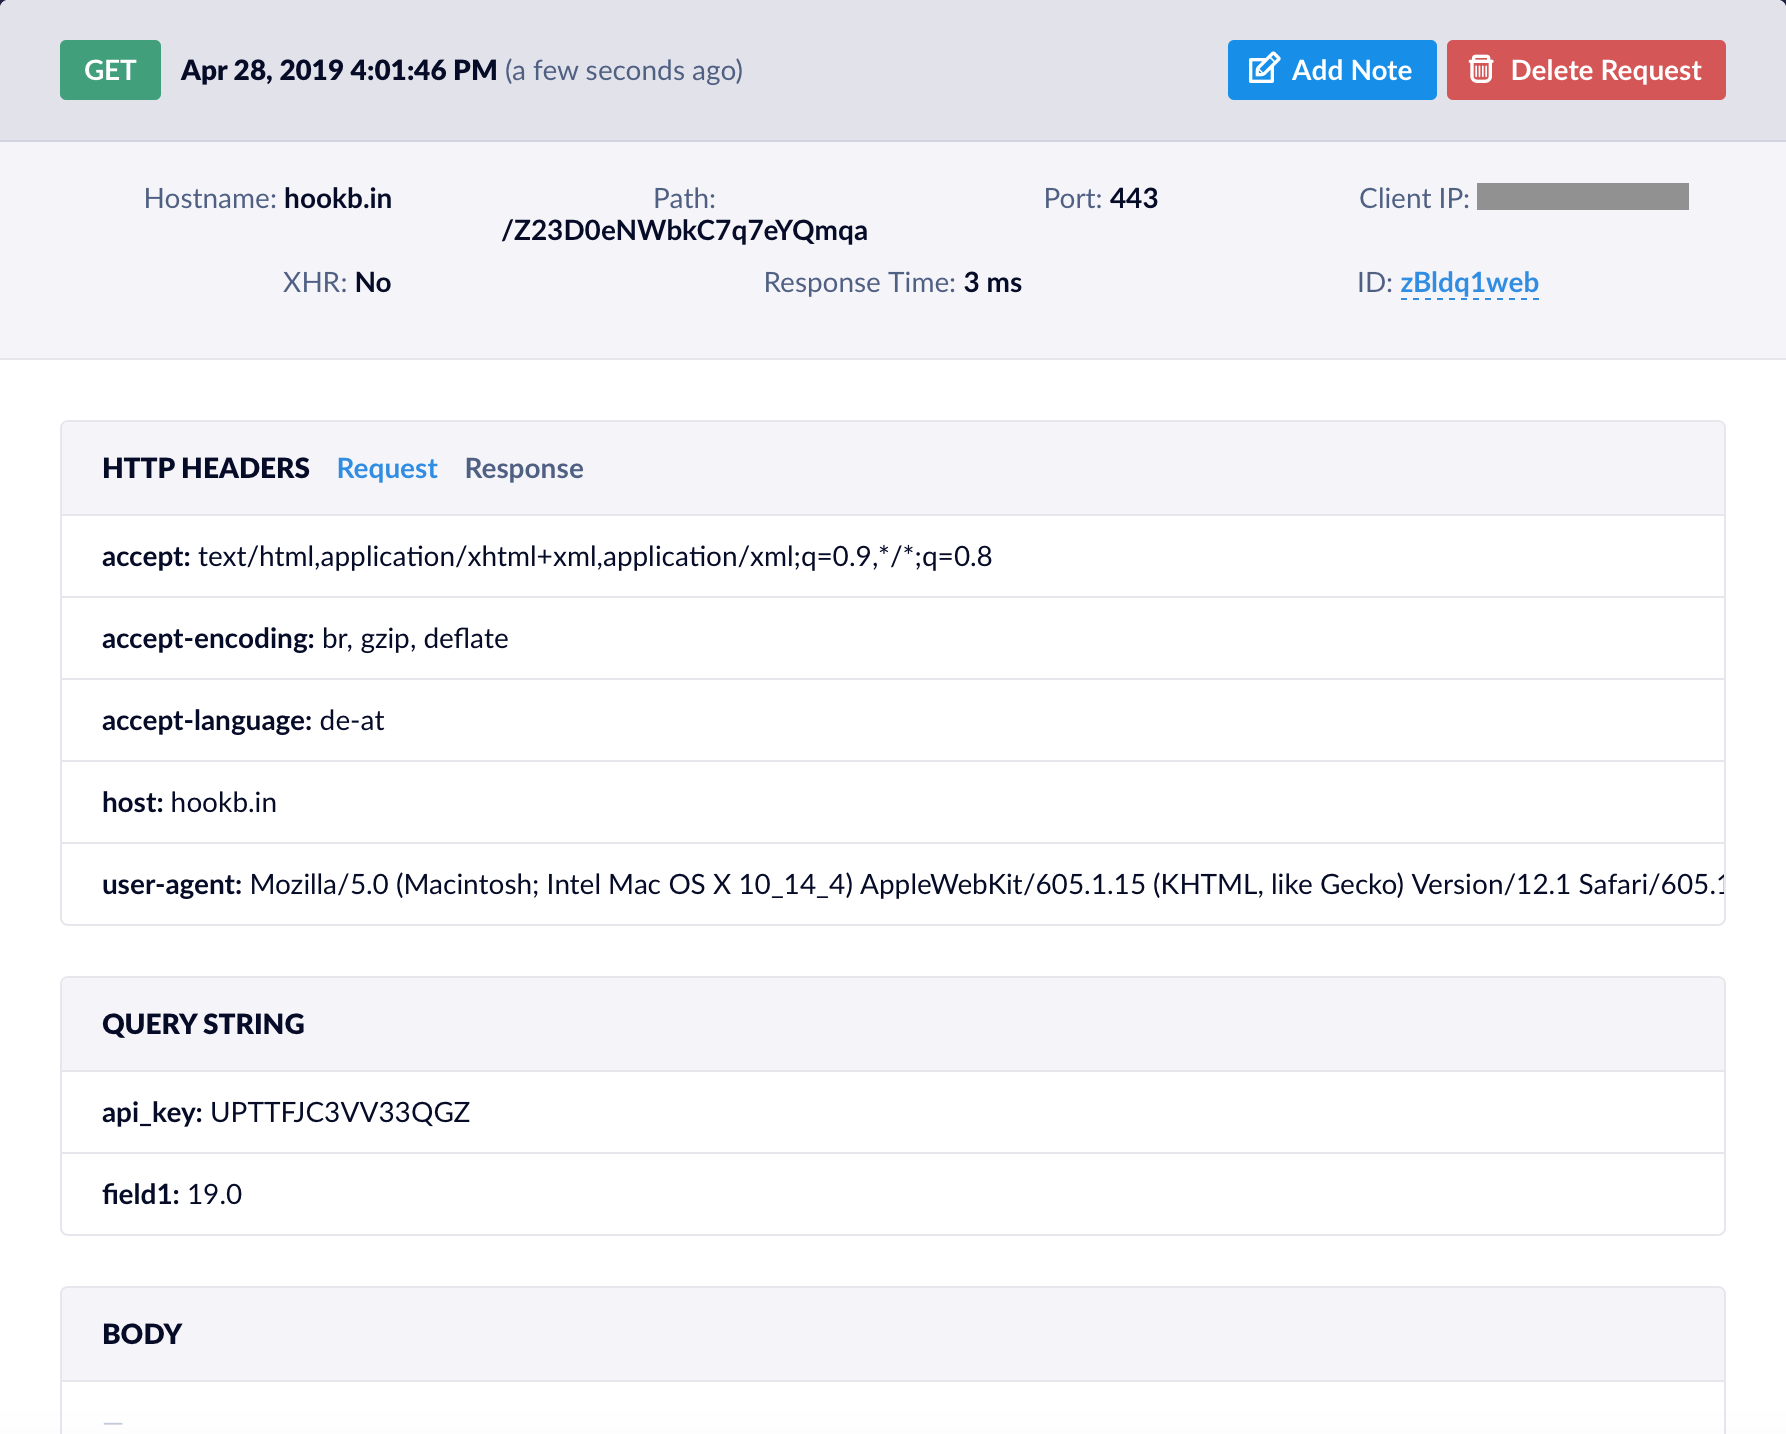 GET Apr 28, 2019 4:01:46 PM (a few seconds ago) Add Note Delete Request
Hostname: hookb.in Path: Port: 443 Client IP:
/Z23D0eNWbkC7q7eYQmqa
XHR: No Response Time: 3 ms ID: zBldq1web
HTTP HEADERS Request Response
accept: text/html,application/xhtml+xml,application/xml;q=0.9,*/*;q=0.8
accept-encoding: br, gzip, deflate
accept-language: de-at
host: hookb.in
user-agent: Mozilla/5.0 (Macintosh; Intel Mac OS X 10_14_4) AppleWebKit/605.1.15 (KHTML, like Gecko) Version/12.1 Safari/605.1
QUERY STRING
api_key: UPTTFJC3VV33QGZ
field1: 19.0
BODY
—